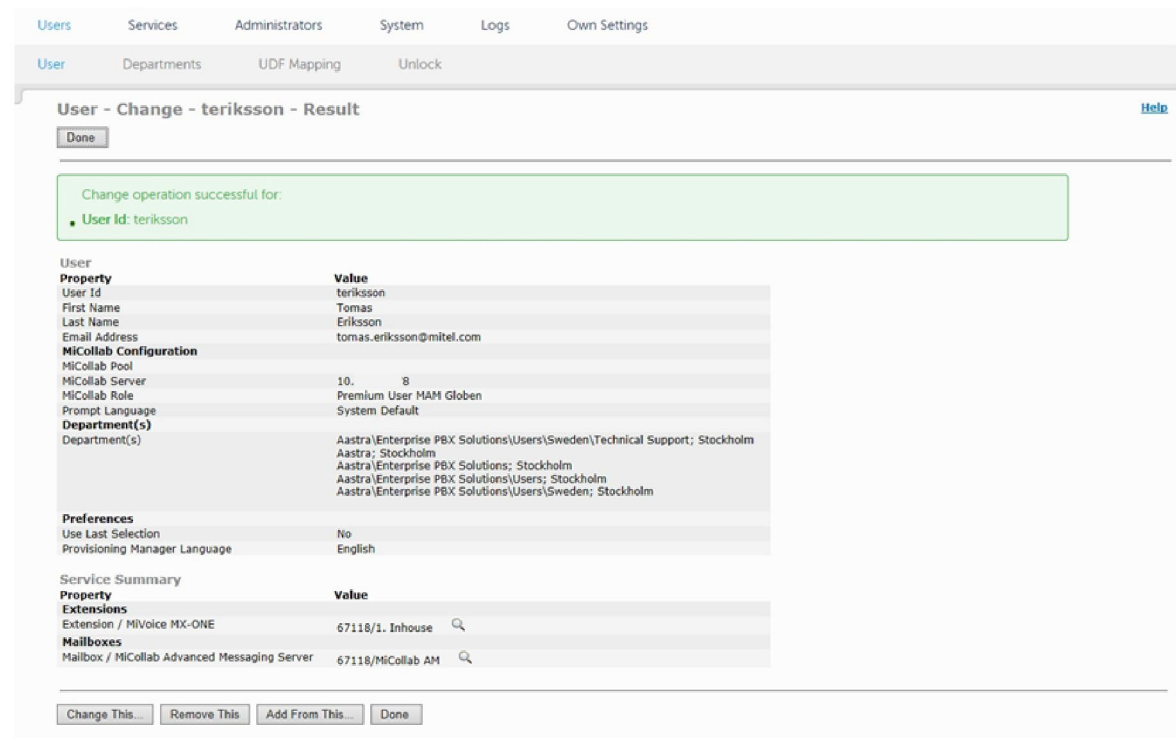 Users Services Administrators System Logs Own Settings
User Departments UDF Mapping Unlock
User - Change - teriksson - Result Help
Done
Change operation successful for:
User Id: teriksson
User
Property Value
User Id teriksson
First Name Tomas
Last Name Eriksson
Email Address tomas.eriksson@mitel.com
MiCollab Configuration
MiCollab Pool
MiCollab Server 10. 8
MiCollab Role Premium User MAM Globen
Prompt Language System Default
Department(s)
Department(s) Aastra\Enterprise PBX Solutions\Users\Sweden\Technical Support; Stockholm
Aastra; Stockholm
Aastra\Enterprise PBX Solutions; Stockholm
Aastra\Enterprise PBX Solutions\Users; Stockholm
Aastra\Enterprise PBX Solutions\Users\Sweden; Stockholm
Preferences
Use Last Selection No
Provisioning Manager Language English
Service Summary
Property Value
Extensions
Extension / MiVoice MX-ONE 67118/1. Inhouse
Mailboxes
Mailbox / MiCollab Advanced Messaging Server 67118/MiCollab AM
Change This... Remove This Add From This... Done